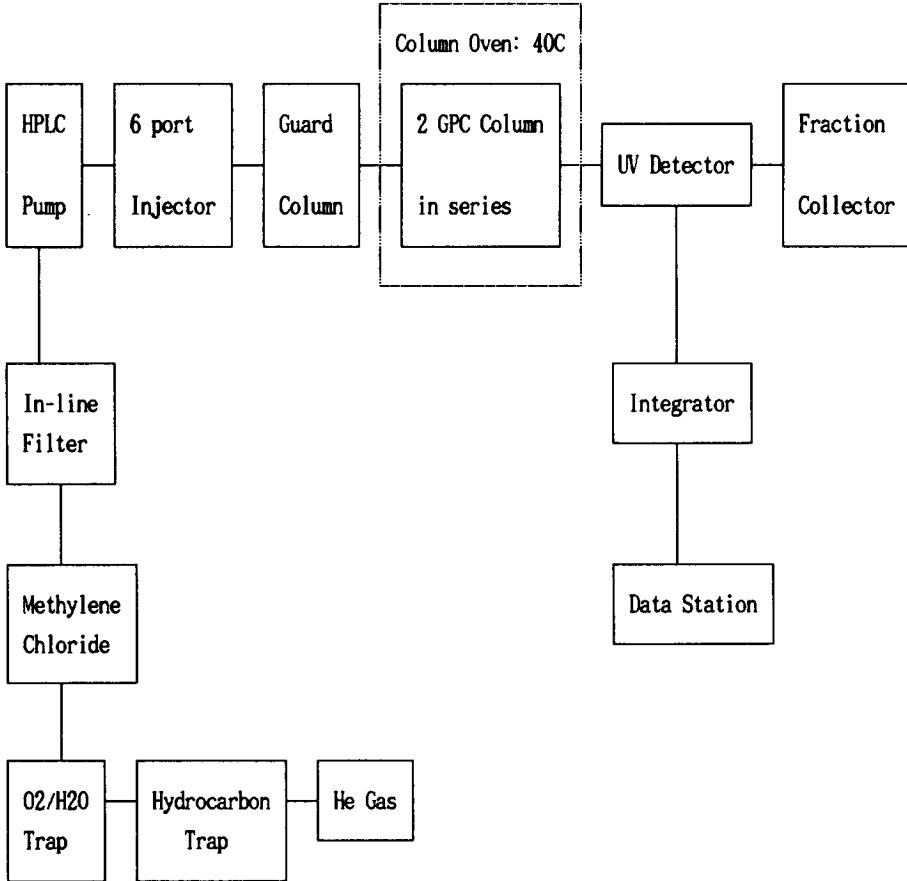 Column Oven: 40C
HPLC
Pump
6 port
Injector
Guard
Column
2 GPC Column
in series
UV Detector
Fraction
Collector
In-line
Filter
Integrator
Methylene
Chloride
Data Station
O2/H2O
Trap
Hydrocarbon
Trap
He Gas